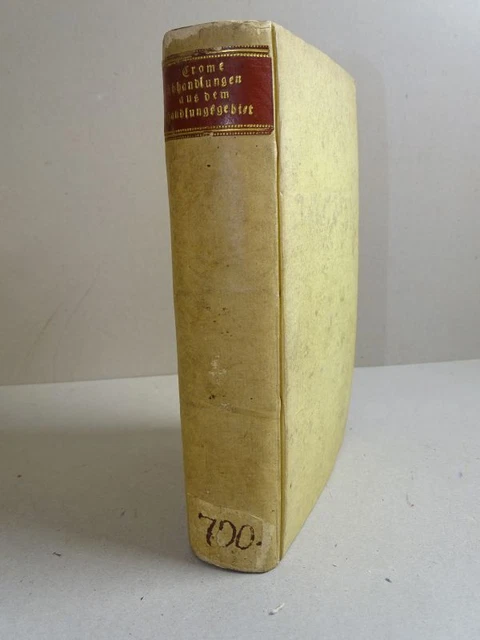 Crome
Abhandlungen
aus dem
Handlungsgebiet
700.